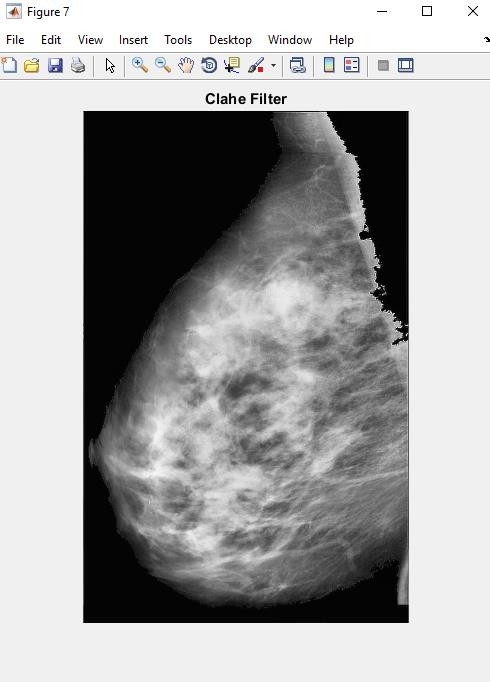 Figure 7
File Edit View Insert Tools Desktop Window Help
Clahe Filter